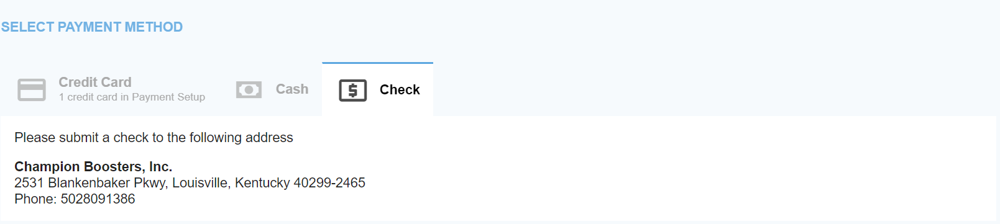 SELECT PAYMENT METHOD
Credit Card
1 credit card in Payment Setup
Cash
Check
Please submit a check to the following address
Champion Boosters, Inc.
2531 Blankenbaker Pkwy, Louisville, Kentucky 40299-2465
Phone: 5028091386